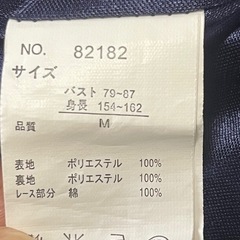 NO. 82182
サイズ
バスト 79~87
身長 154~162
品質 M
表地 ポリエステル 100%
裏地 ポリエステル 100%
レース部分 綿 100%